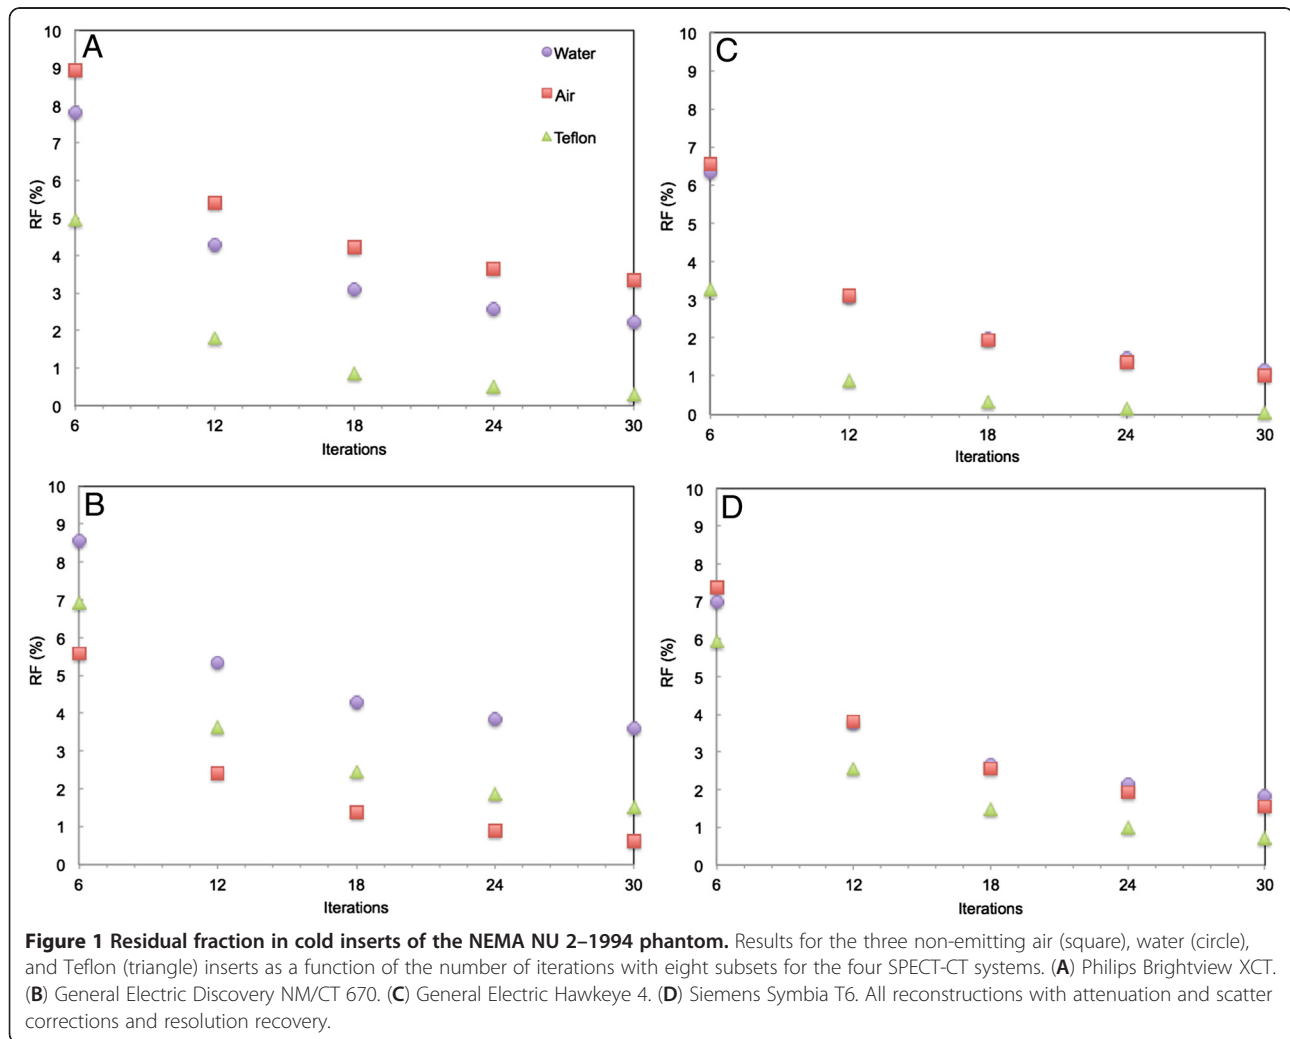 A
Water
Air
Teflon
10
9
8
7
6
5
4
3
2
1
0
RF (%)
6 12 18 24 30
Iterations
C
10
9
8
7
6
5
4
3
2
1
0
RF (%)
6 12 18 24 30
Iterations
B
10
9
8
7
6
5
4
3
2
1
0
RF (%)
6 12 18 24 30
Iterations
D
10
9
8
7
6
5
4
3
2
1
0
RF (%)
6 12 18 24 30
Iterations
Figure 1 Residual fraction in cold inserts of the NEMA NU 2–1994 phantom. Results for the three non-emitting air (square), water (circle),
and Teflon (triangle) inserts as a function of the number of iterations with eight subsets for the four SPECT-CT systems. (A) Philips Brightview XCT.
(B) General Electric Discovery NM/CT 670. (C) General Electric Hawkeye 4. (D) Siemens Symbia T6. All reconstructions with attenuation and scatter
corrections and resolution recovery.